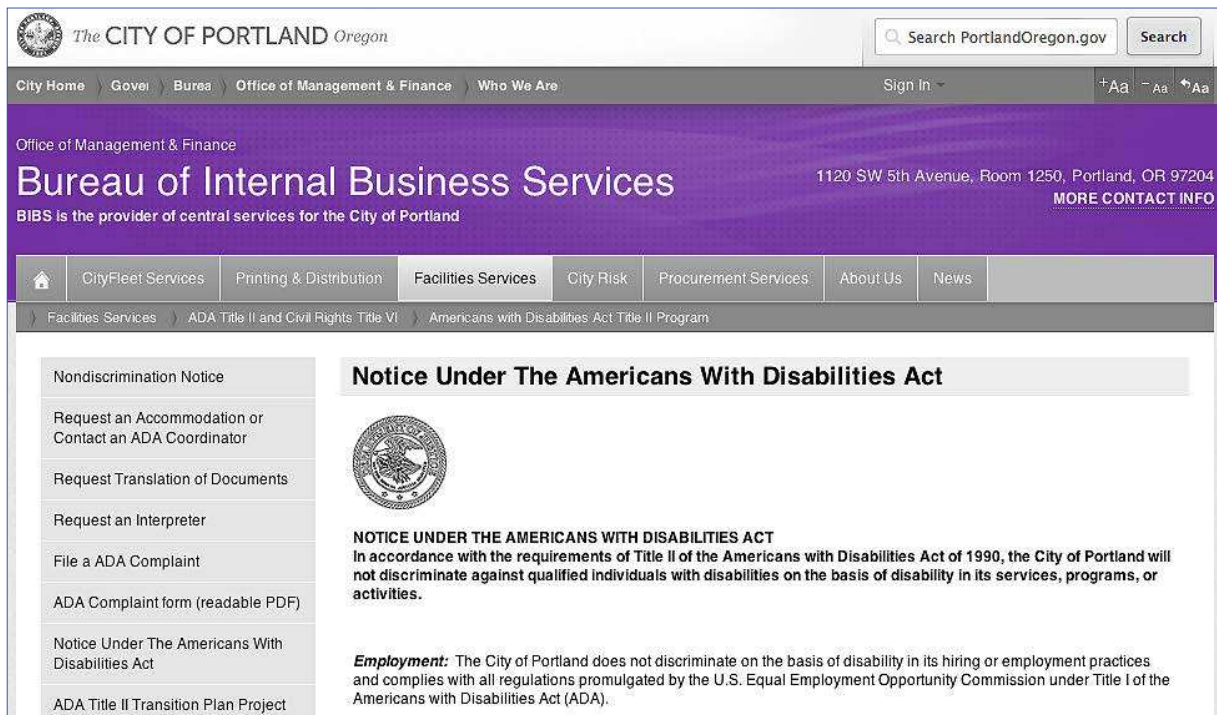 The CITY OF PORTLAND Oregon
Search PortlandOregon.gov
Search
City Home Gover Burea Office of Management & Finance Who We Are
Sign In
+Aa -Aa Aa
Office of Management & Finance
Bureau of Internal Business Services
BIBS is the provider of central services for the City of Portland
1120 SW 5th Avenue, Room 1250, Portland, OR 97204
MORE CONTACT INFO
CityFleet Services Printing & Distribution Facilities Services City Risk Procurement Services About Us News
Facilities Services ADA Title II and Civil Rights Title VI Americans with Disabilities Act Title II Program
Nondiscrimination Notice
Request an Accommodation or
Contact an ADA Coordinator
Request Translation of Documents
Request an Interpreter
File a ADA Complaint
ADA Complaint form (readable PDF)
Notice Under The Americans With
Disabilities Act
ADA Title II Transition Plan Project
Notice Under The Americans With Disabilities Act
NOTICE UNDER THE AMERICANS WITH DISABILITIES ACT
In accordance with the requirements of Title II of the Americans with Disabilities Act of 1990, the City of Portland will
not discriminate against qualified individuals with disabilities on the basis of disability in its services, programs, or
activities.
Employment: The City of Portland does not discriminate on the basis of disability in its hiring or employment practices
and complies with all regulations promulgated by the U.S. Equal Employment Opportunity Commission under Title I of the
Americans with Disabilities Act (ADA).